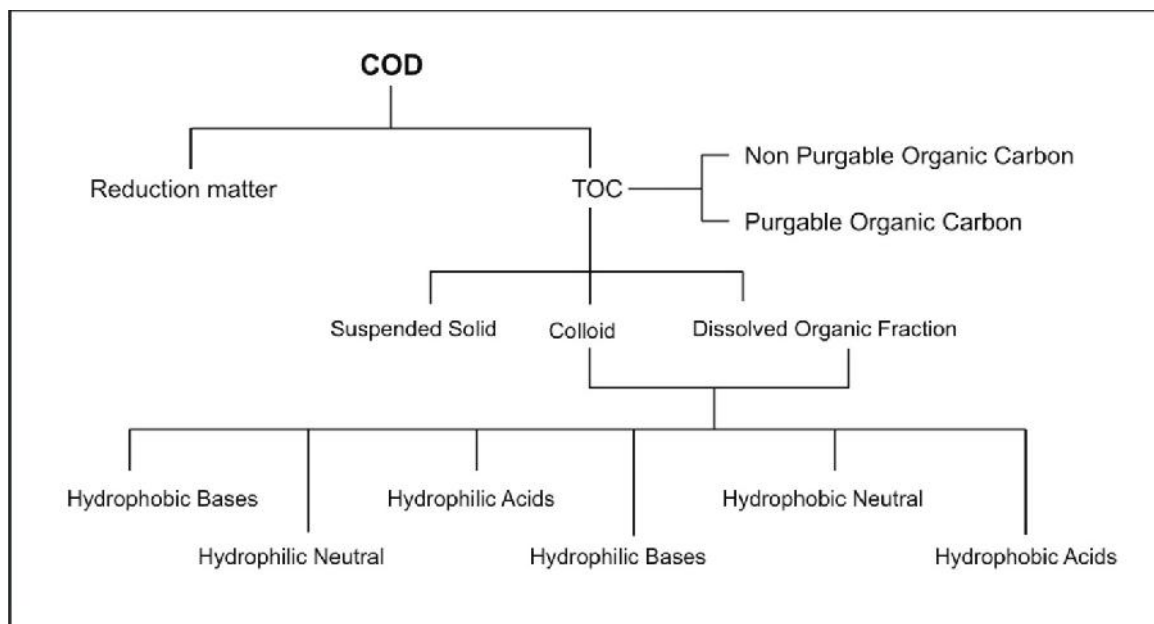 COD
Non Purgable Organic Carbon
Reduction matter
TOC
Purgable Organic Carbon
Suspended Solid
Colloid
Dissolved Organic Fraction
Hydrophobic Bases
Hydrophilic Acids
Hydrophobic Neutral
Hydrophilic Neutral
Hydrophilic Bases
Hydrophobic Acids